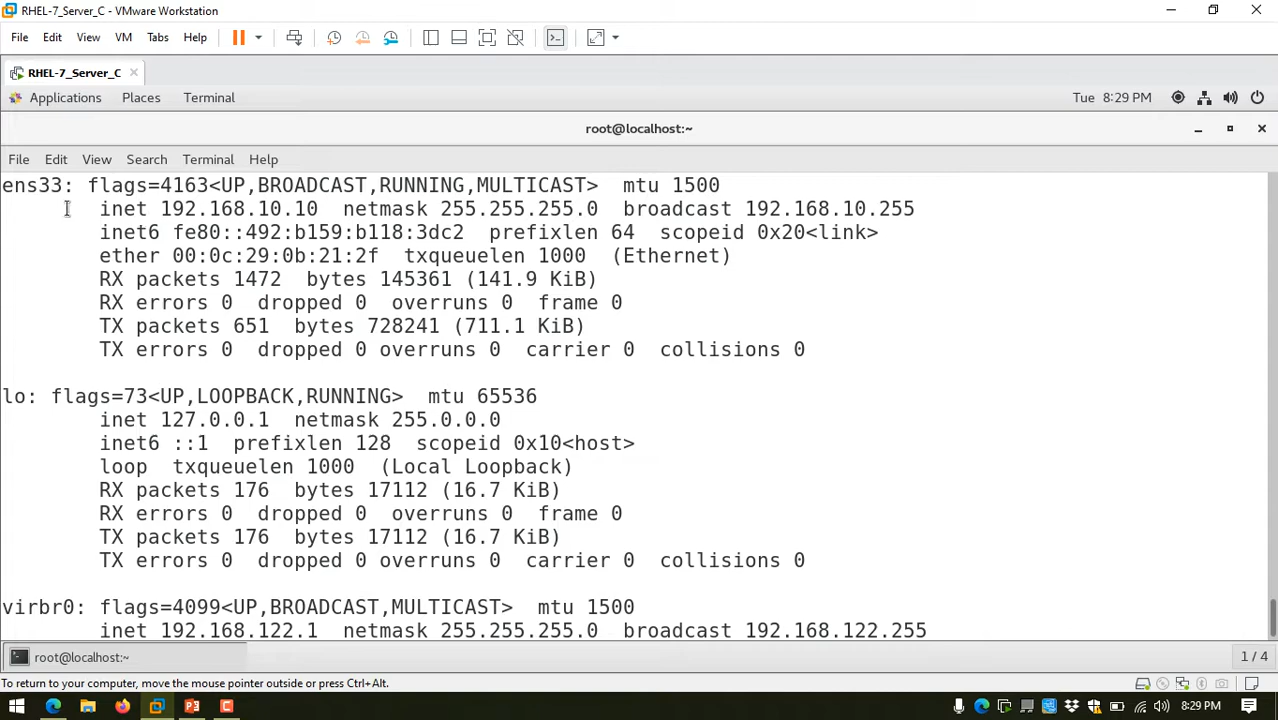 RHEL-7_Server_C - VMware Workstation
File Edit View VM Tabs Help
RHEL-7_Server_C
Applications Places Terminal Tue 8:29 PM
root@localhost:~
File Edit View Search Terminal Help
ens33: flags=4163<UP,BROADCAST,RUNNING,MULTICAST> mtu 1500
inet 192.168.10.10 netmask 255.255.255.0 broadcast 192.168.10.255
inet6 fe80::492:b159:b118:3dc2 prefixlen 64 scopeid 0x20<link>
ether 00:0c:29:0b:21:2f txqueuelen 1000 (Ethernet)
RX packets 1472 bytes 145361 (141.9 KiB)
RX errors 0 dropped 0 overruns 0 frame 0
TX packets 651 bytes 728241 (711.1 KiB)
TX errors 0 dropped 0 overruns 0 carrier 0 collisions 0
lo: flags=73<UP,LOOPBACK,RUNNING> mtu 65536
inet 127.0.0.1 netmask 255.0.0.0
inet6 ::1 prefixlen 128 scopeid 0x10<host>
loop txqueuelen 1000 (Local Loopback)
RX packets 176 bytes 17112 (16.7 KiB)
RX errors 0 dropped 0 overruns 0 frame 0
TX packets 176 bytes 17112 (16.7 KiB)
TX errors 0 dropped 0 overruns 0 carrier 0 collisions 0
virbr0: flags=4099<UP,BROADCAST,MULTICAST> mtu 1500
inet 192.168.122.1 netmask 255.255.255.0 broadcast 192.168.122.255
root@localhost:~ 1 / 4
To return to your computer, move the mouse pointer outside or press Ctrl+Alt.
8:29 PM